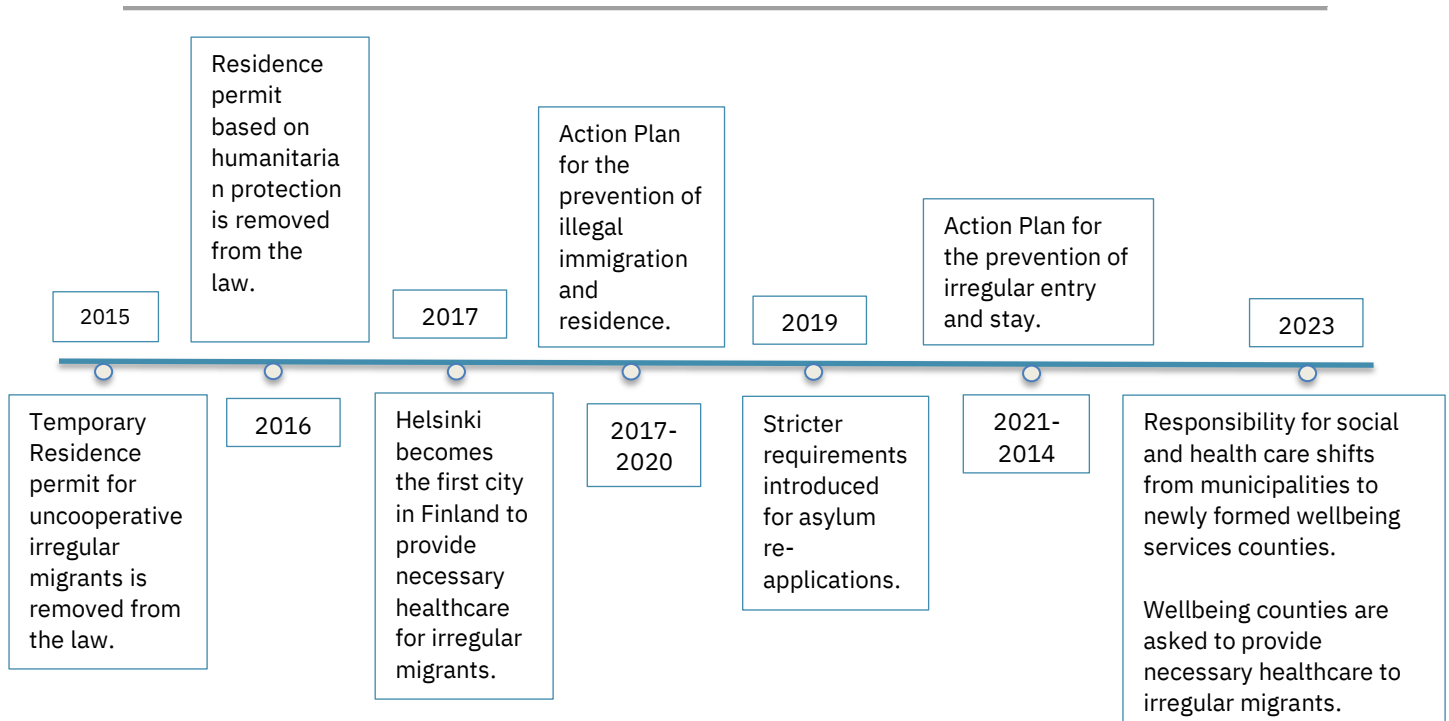 2015
Temporary
Residence
permit for
uncooperative
irregular
migrants is
removed from
the law.
Residence
permit
based on
humanitaria
n protection
is removed
from the
law.
2016
2017
Helsinki
becomes
the first city
in Finland to
provide
necessary
healthcare
for irregular
migrants.
Action Plan
for the
prevention of
illegal
immigration
and
residence.
2017-
2020
2019
Stricter
requirements
introduced
for asylum
re-
applications.
Action Plan for
the prevention of
irregular entry
and stay.
2021-
2014
2023
Responsibility for social
and health care shifts
from municipalities to
newly formed wellbeing
services counties.
Wellbeing counties are
asked to provide
necessary healthcare to
irregular migrants.